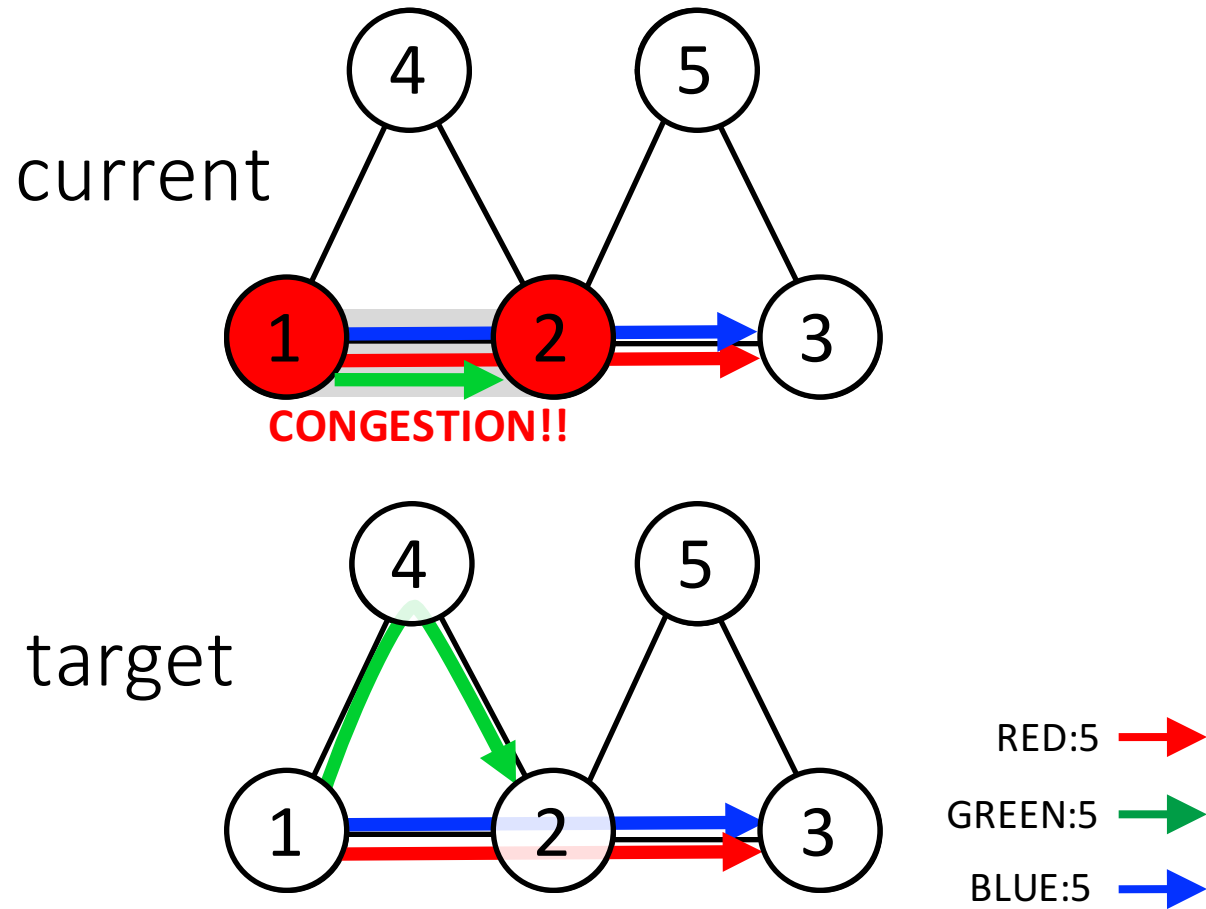 4 5
current
1 2 3
CONGESTION!!
4 5
target
RED:5
GREEN:5
1 2 3
BLUE:5